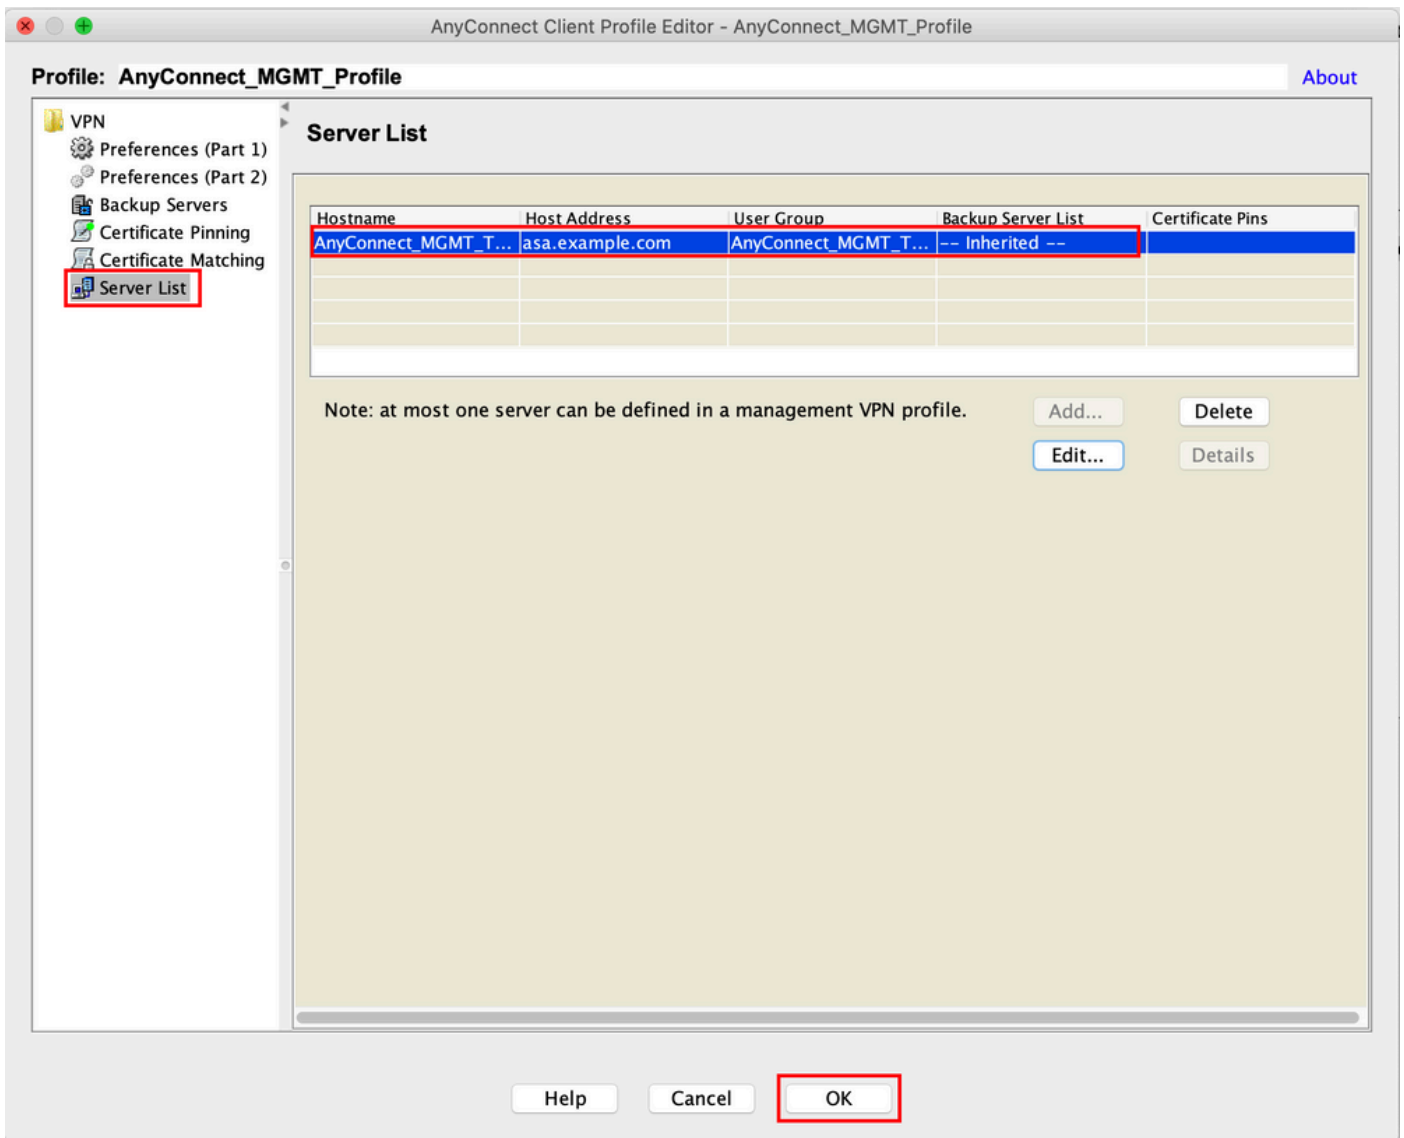 AnyConnect Client Profile Editor - AnyConnect_MGMT_Profile
Profile: AnyConnect_MGMT_Profile
About
VPN
Preferences (Part 1)
Preferences (Part 2)
Backup Servers
Certificate Pinning
Certificate Matching
Server List
Server List
Hostname Host Address User Group Backup Server List Certificate Pins
AnyConnect_MGMT_T... asa.example.com AnyConnect_MGMT_T... -- Inherited --
Note: at most one server can be defined in a management VPN profile.
Add... Delete
Edit... Details
Help Cancel OK